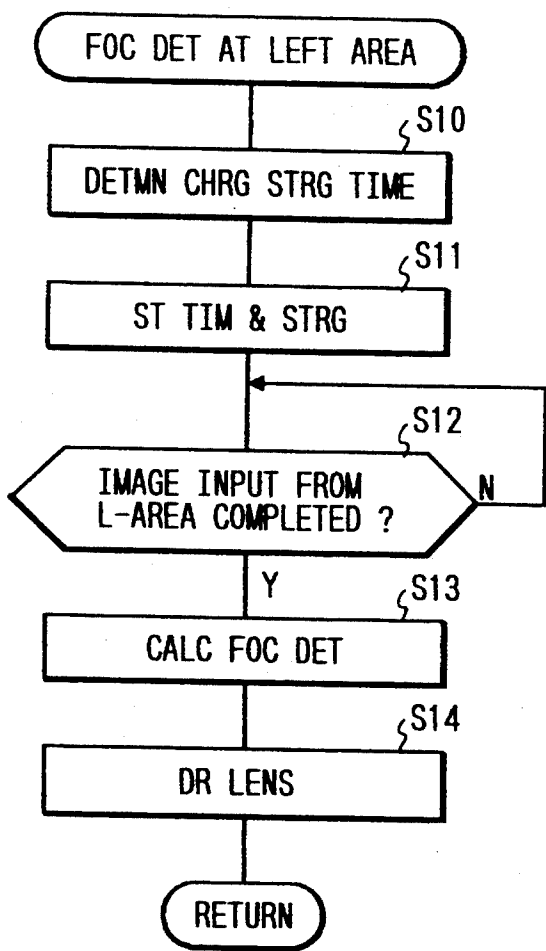 FOC DET AT LEFT AREA
S10
DETMN CHRG STRG TIME
S11
ST TIM & STRG
S12
IMAGE INPUT FROM
L-AREA COMPLETED ?
N
Y
S13
CALC FOC DET
S14
DR LENS
RETURN